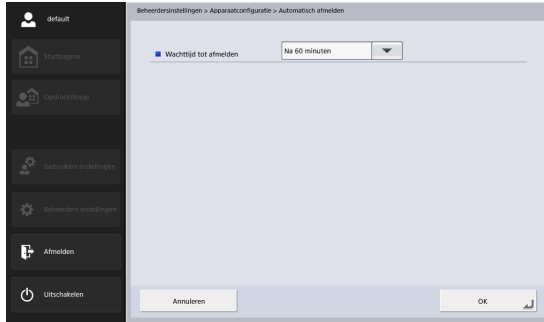 default
Startpagina
Opdrachtknop
Gebruikers instellingen
Beheerders instellingen
Afmelden
Uitschakelen
Beheerdersinstellingen > Apparaatconfiguratie > Automatisch afmelden
Wachttijd tot afmelden
Na 60 minuten
Annuleren
OK